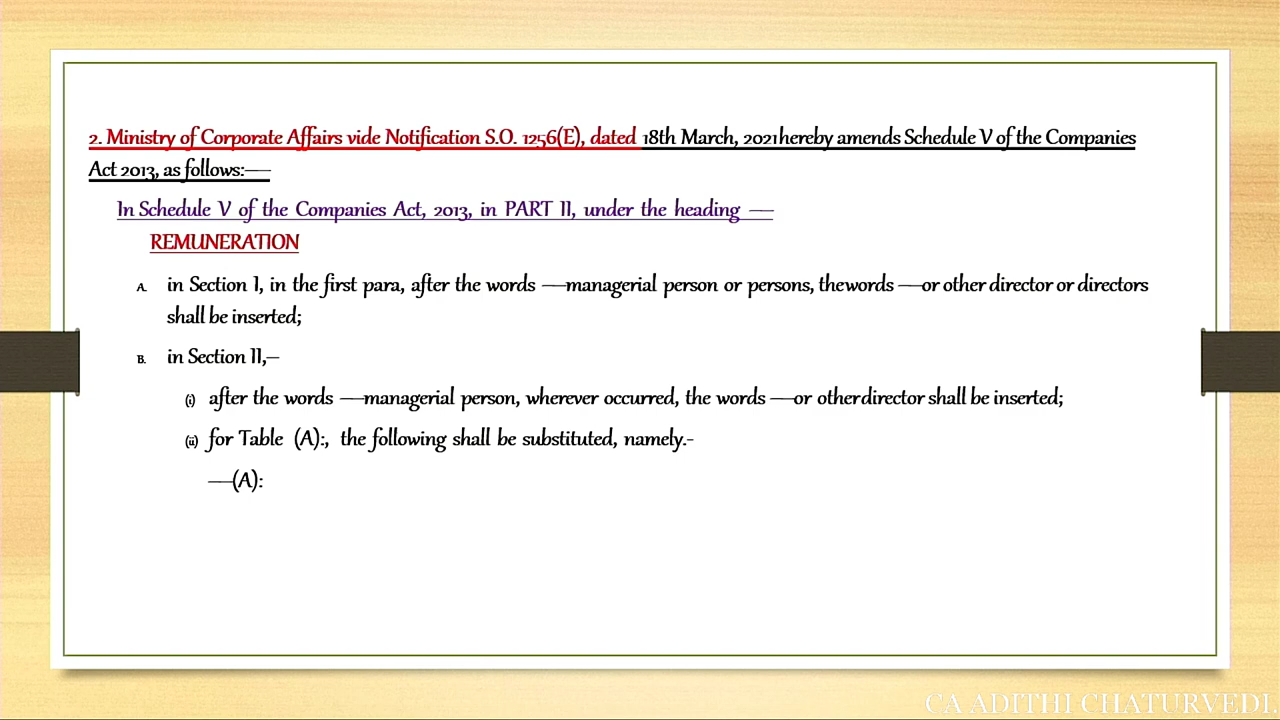 2. Ministry of Corporate Affairs vide Notification S.O. 1256(E), dated 18th March, 2021hereby amends Schedule V of the Companies
Act 2013, as follows:—
In Schedule V of the Companies Act, 2013, in PART II, under the heading —
REMUNERATION
A. in Section I, in the first para, after the words ―managerial person or persons, thewords ―or other director or directors
shall be inserted;
B. in Section II,–
(i) after the words ―managerial person, wherever occurred, the words ―or otherdirector shall be inserted;
(ii) for Table (A):, the following shall be substituted, namely.-
―(A):
CA ADITHI CHATURVEDI.